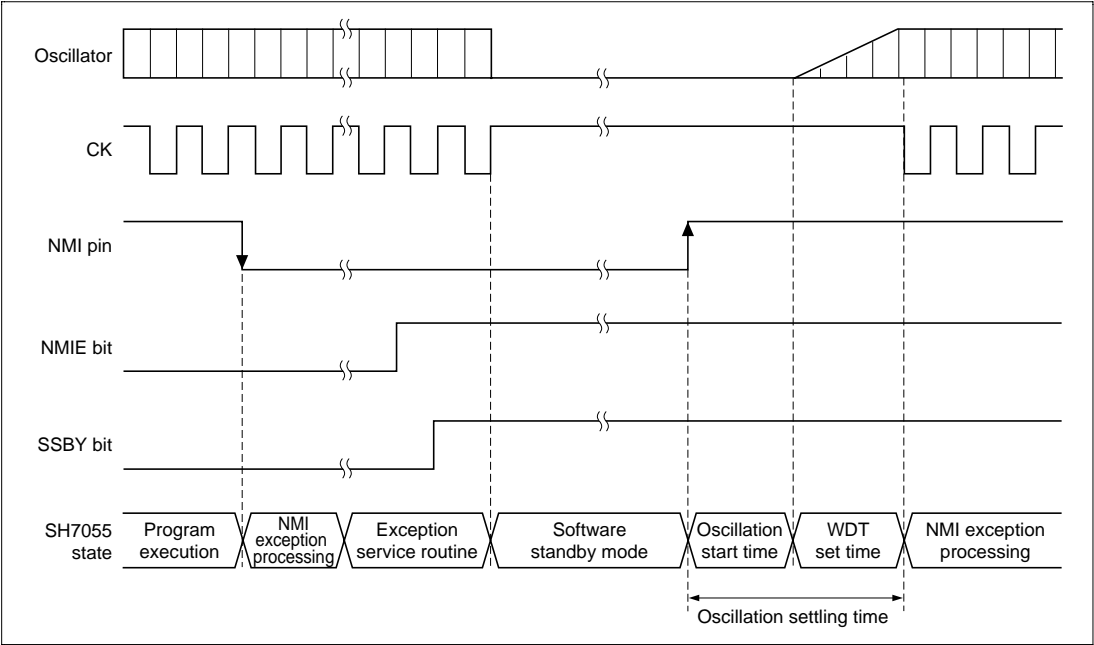 Oscillator
CK
NMI pin
NMIE bit
SSBY bit
SH7055
state
Program
execution
NMI
exception
processing
Exception
service routine
Software
standby mode
Oscillation
start time
WDT
set time
NMI exception
processing
Oscillation settling time